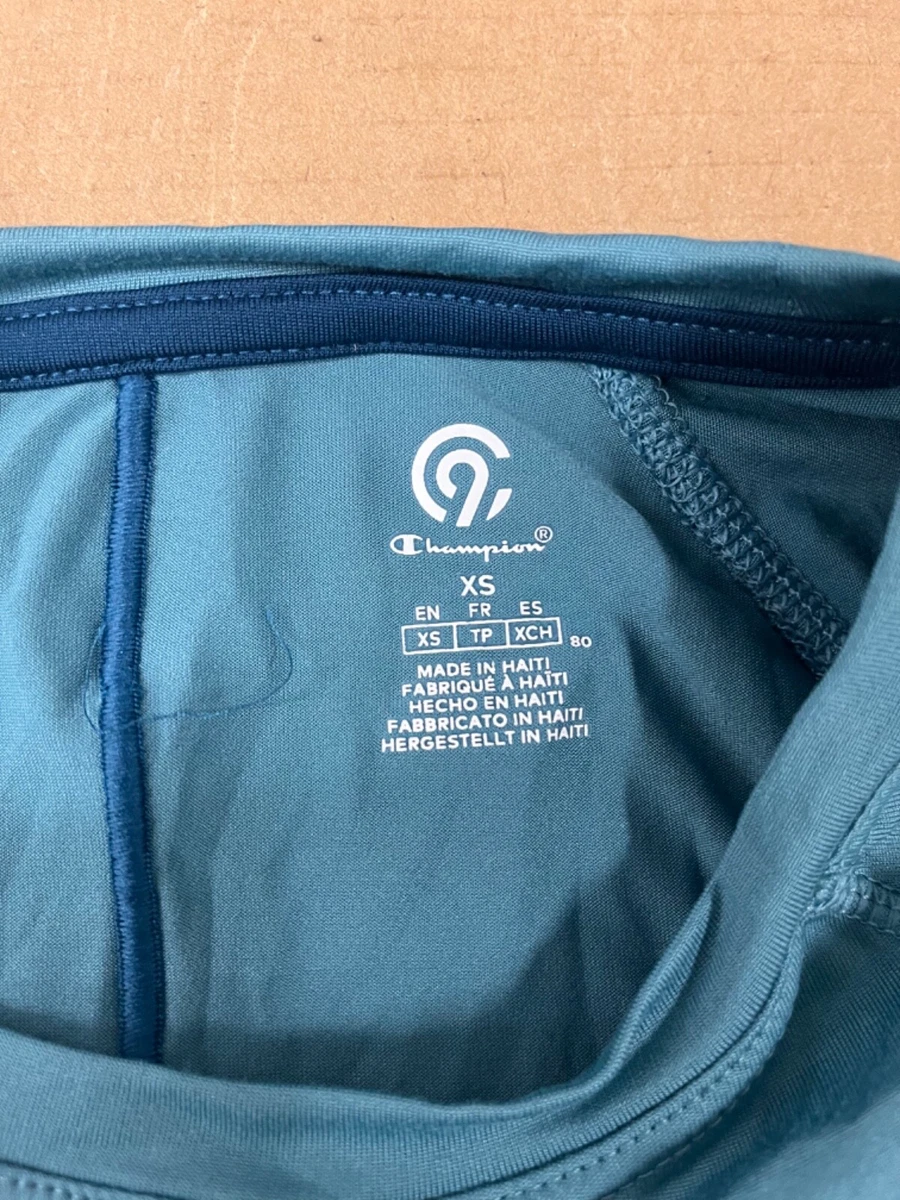 C9
Champion®
XS
EN FR ES
XS TP XCH 80
MADE IN HAITI
FABRIQUÉ À HAÏTI
HECHO EN HAITI
FABBRICATO IN HAITI
HERGESTELLT IN HAITI